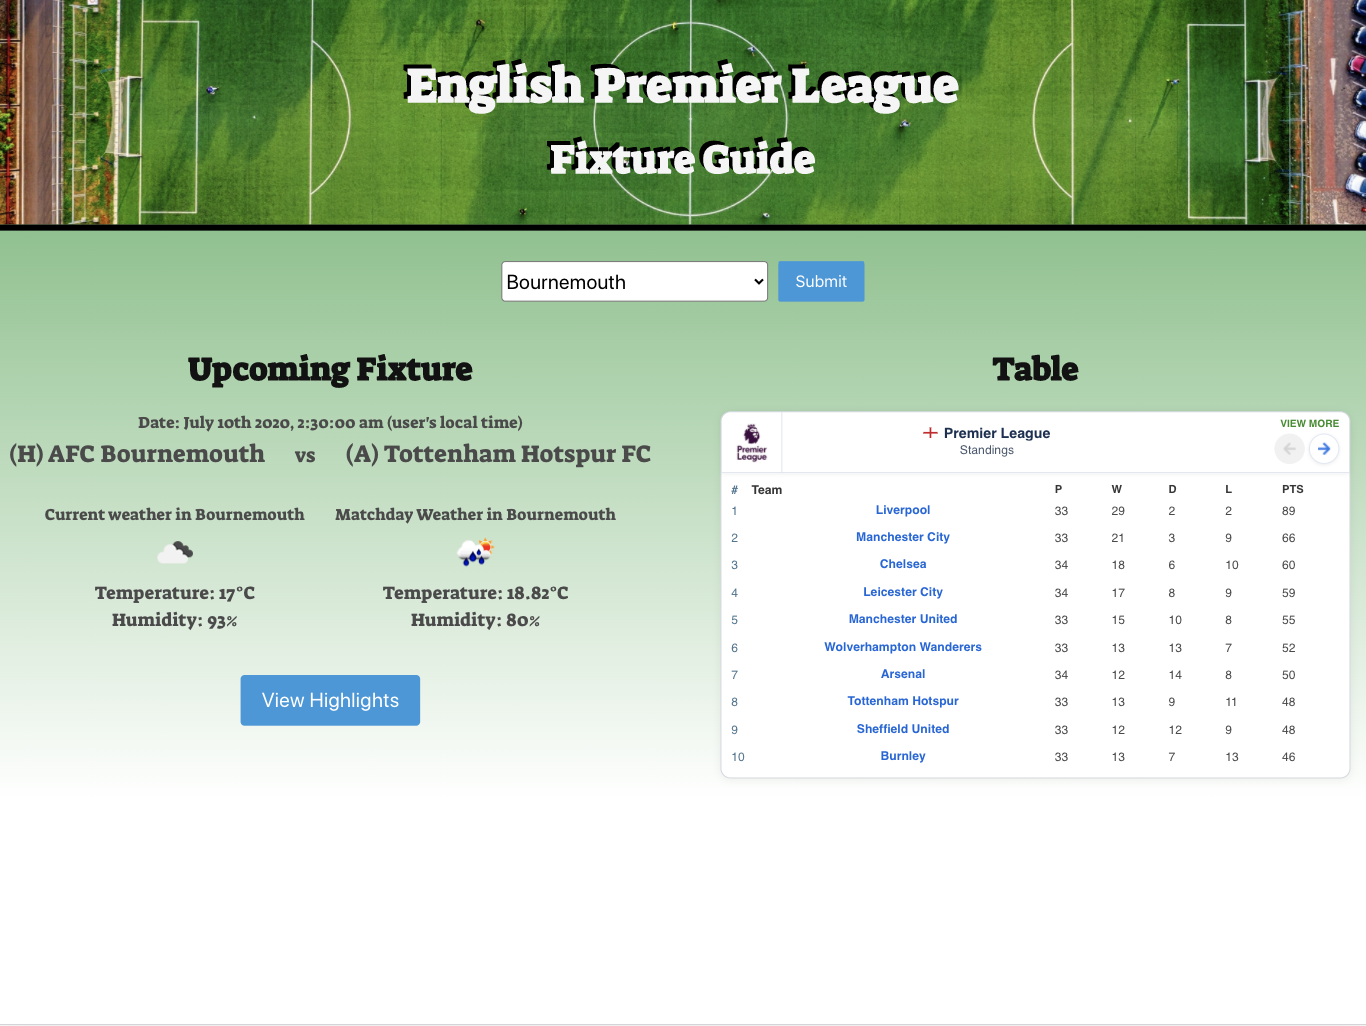 English Premier League
Fixture Guide
Bournemouth
Submit
Upcoming Fixture
Date: July 10th 2020, 2:30:00 am (user's local time)
(H) AFC Bournemouth vs (A) Tottenham Hotspur FC
Current weather in Bournemouth
Temperature: 17°C
Humidity: 93%
Matchday Weather in Bournemouth
Temperature: 18.82°C
Humidity: 80%
View Highlights
Table
Premier
League
Premier League
Standings
VIEW MORE
# Team P W D L PTS
1 Liverpool 33 29 2 2 89
2 Manchester City 33 21 3 9 66
3 Chelsea 34 18 6 10 60
4 Leicester City 34 17 8 9 59
5 Manchester United 33 15 10 8 55
6 Wolverhampton Wanderers 33 13 13 7 52
7 Arsenal 34 12 14 8 50
8 Tottenham Hotspur 33 13 9 11 48
9 Sheffield United 33 12 12 9 48
10 Burnley 33 13 7 13 46